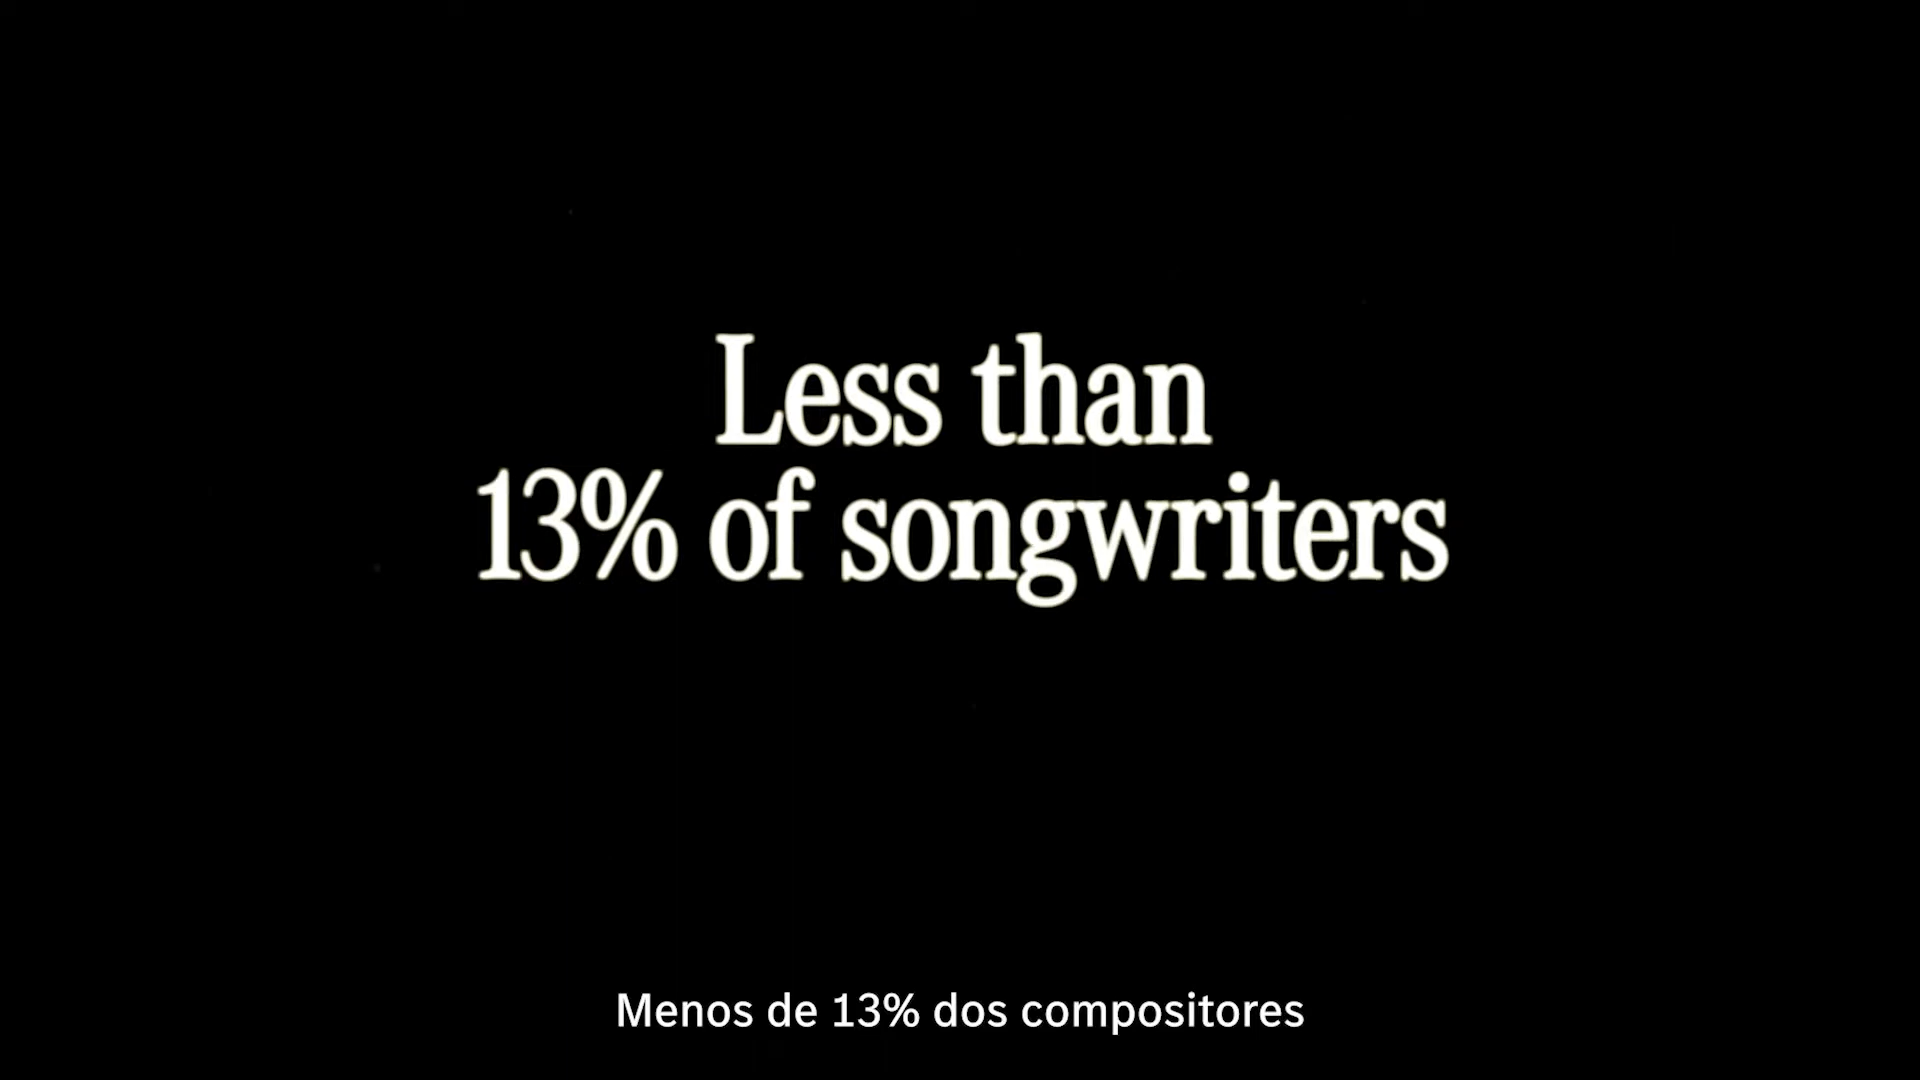 Less than
13% of songwriters
Menos de 13% dos compositores